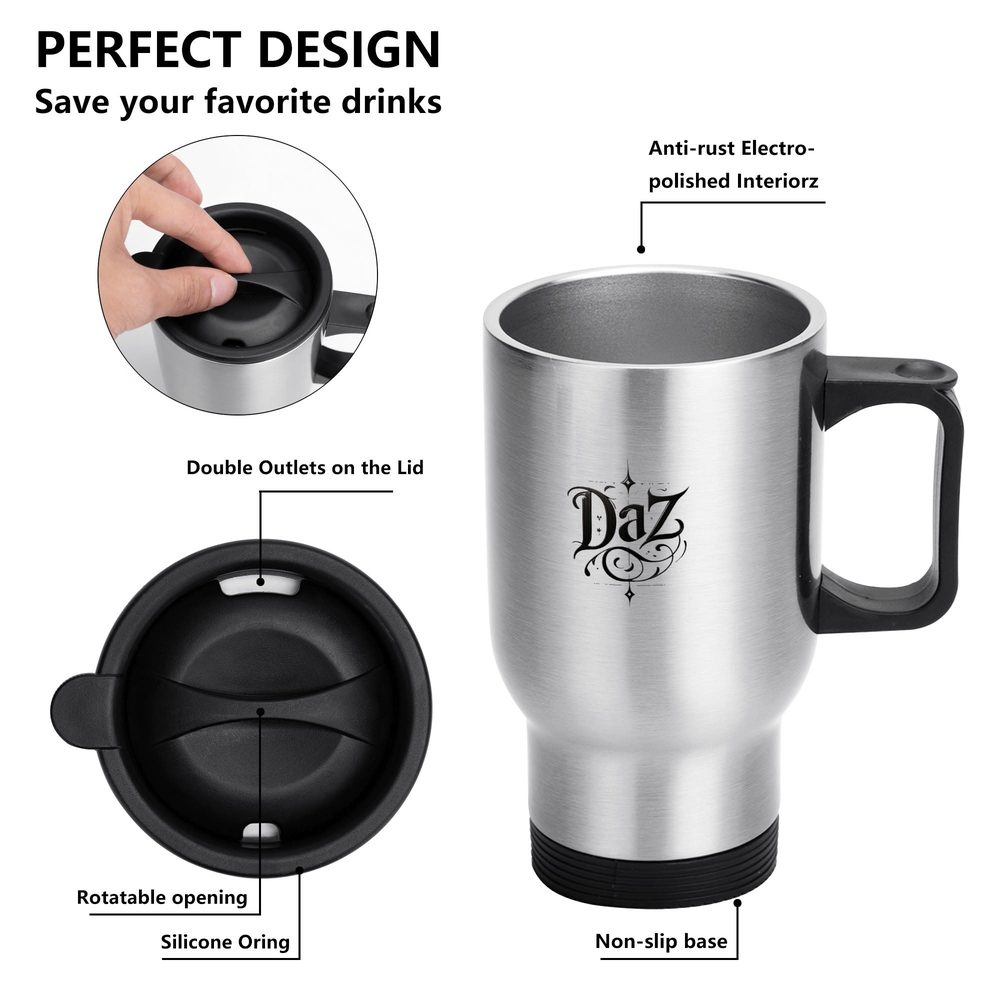 PERFECT DESIGN
Save your favorite drinks
Anti-rust Electro-
polished Interiorz
Double Outlets on the Lid
DaZ
Rotatable opening
Silicone Oring
Non-slip base